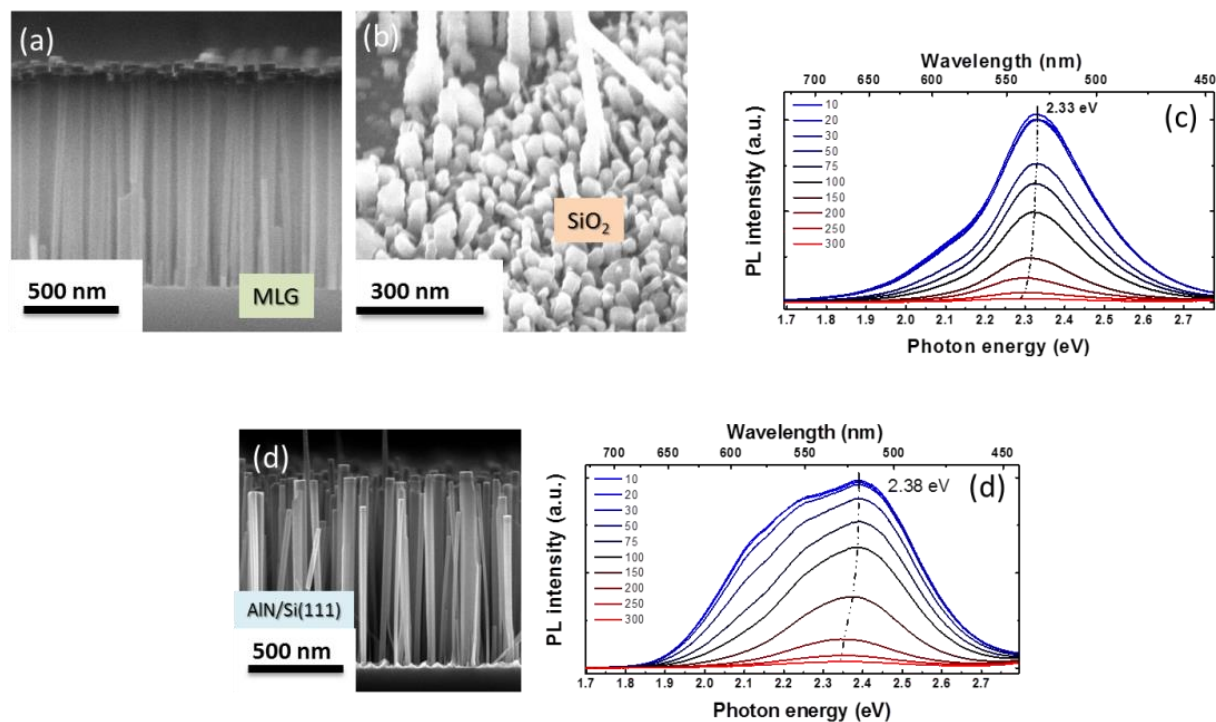 (a)
500 nm
MLG
(b)
SiO₂
300 nm
Wavelength (nm)
700 650 600 550 500 450
10
20
30
50
75
100
150
200
250
300
2.33 eV
(c)
PL intensity (a.u.)
1.7 1.8 1.9 2.0 2.1 2.2 2.3 2.4 2.5 2.6 2.7
Photon energy (eV)
(d)
AlN/Si(111)
500 nm
Wavelength (nm)
700 650 600 550 500 450
10
20
30
50
75
100
150
200
250
300
2.38 eV
(d)
PL intensity (a.u.)
1.7 1.8 1.9 2.0 2.1 2.2 2.3 2.4 2.5 2.6 2.7
Photon energy (eV)